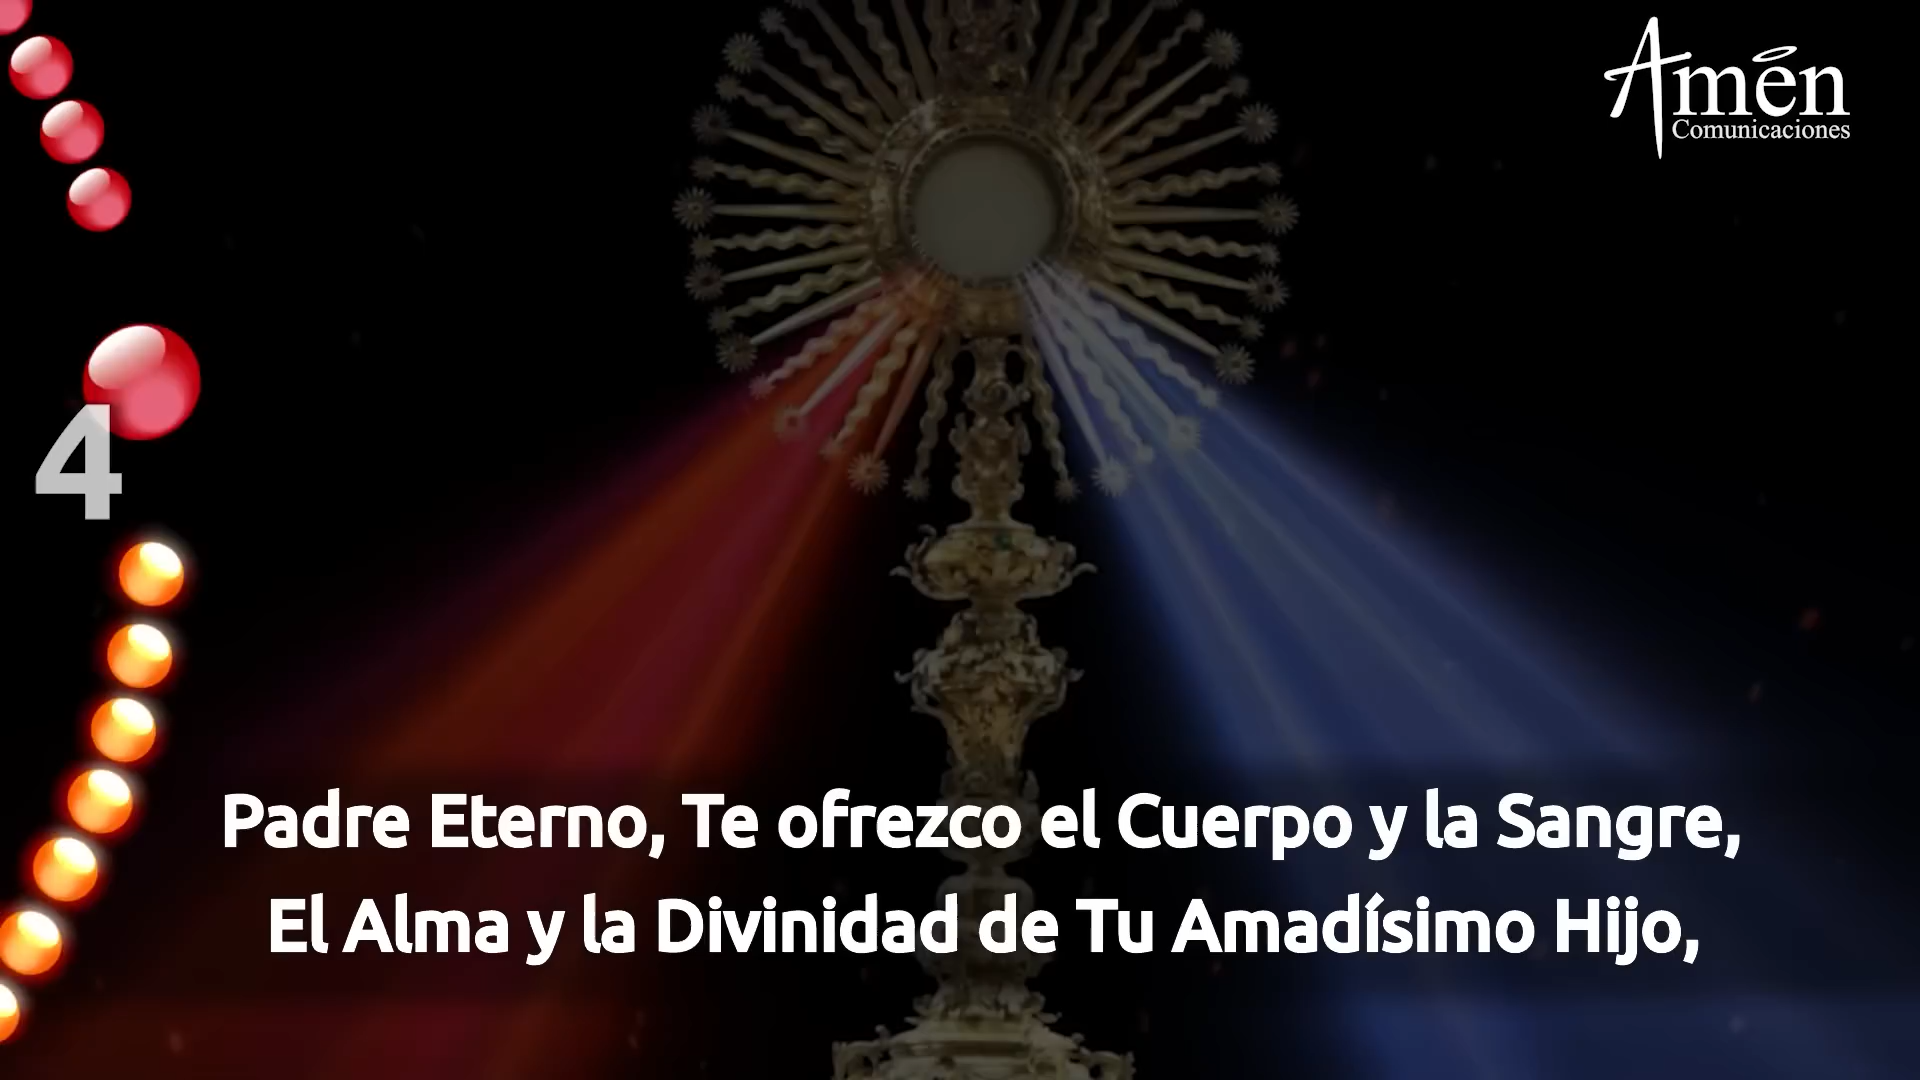 Amén
Comunicaciones
4
Padre Eterno, Te ofrezco el Cuerpo y la Sangre,
El Alma y la Divinidad de Tu Amadísimo Hijo,